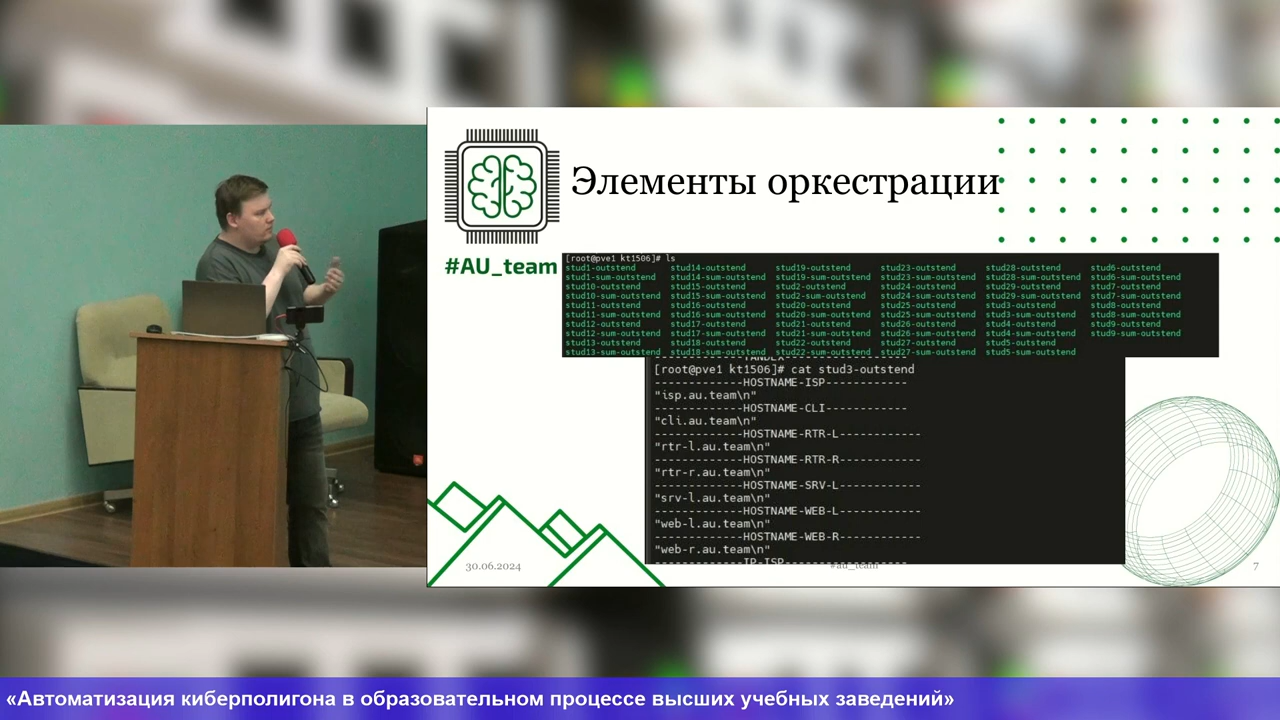 Элементы оркестрации
#AU_team
[root@pve1 kt1506]# ls
stud1-outstend stud14-outstend stud19-outstend stud23-outstend stud28-outstend stud6-outstend
stud1-sum-outstend stud14-sum-outstend stud19-sum-outstend stud23-sum-outstend stud28-sum-outstend stud6-sum-outstend
stud10-outstend stud15-outstend stud2-outstend stud24-outstend stud29-outstend stud7-outstend
stud10-sum-outstend stud15-sum-outstend stud2-sum-outstend stud24-sum-outstend stud29-sum-outstend stud7-sum-outstend
stud11-outstend stud16-outstend stud20-outstend stud25-outstend stud3-outstend stud8-outstend
stud11-sum-outstend stud16-sum-outstend stud20-sum-outstend stud25-sum-outstend stud3-sum-outstend stud8-sum-outstend
stud12-outstend stud17-outstend stud21-outstend stud26-outstend stud4-outstend stud9-outstend
stud12-sum-outstend stud17-sum-outstend stud21-sum-outstend stud26-sum-outstend stud4-sum-outstend stud9-sum-outstend
stud13-outstend stud18-outstend stud22-outstend stud27-outstend stud5-outstend
stud13-sum-outstend stud18-sum-outstend stud22-sum-outstend stud27-sum-outstend stud5-sum-outstend
[root@pve1 kt1506]# cat stud3-outstend
------------HOSTNAME-ISP-----------
"isp.au.team\n"
------------HOSTNAME-CLI-----------
"cli.au.team\n"
------------HOSTNAME-RTR-L-----------
"rtr-l.au.team\n"
------------HOSTNAME-RTR-R-----------
"rtr-r.au.team\n"
------------HOSTNAME-SRV-L-----------
"srv-l.au.team\n"
------------HOSTNAME-WEB-L-----------
"web-l.au.team\n"
------------HOSTNAME-WEB-R-----------
"web-r.au.team\n"
------------IP-ISP-----------
30.06.2024
#au_team
7
«Автоматизация киберполигона в образовательном процессе высших учебных заведений»